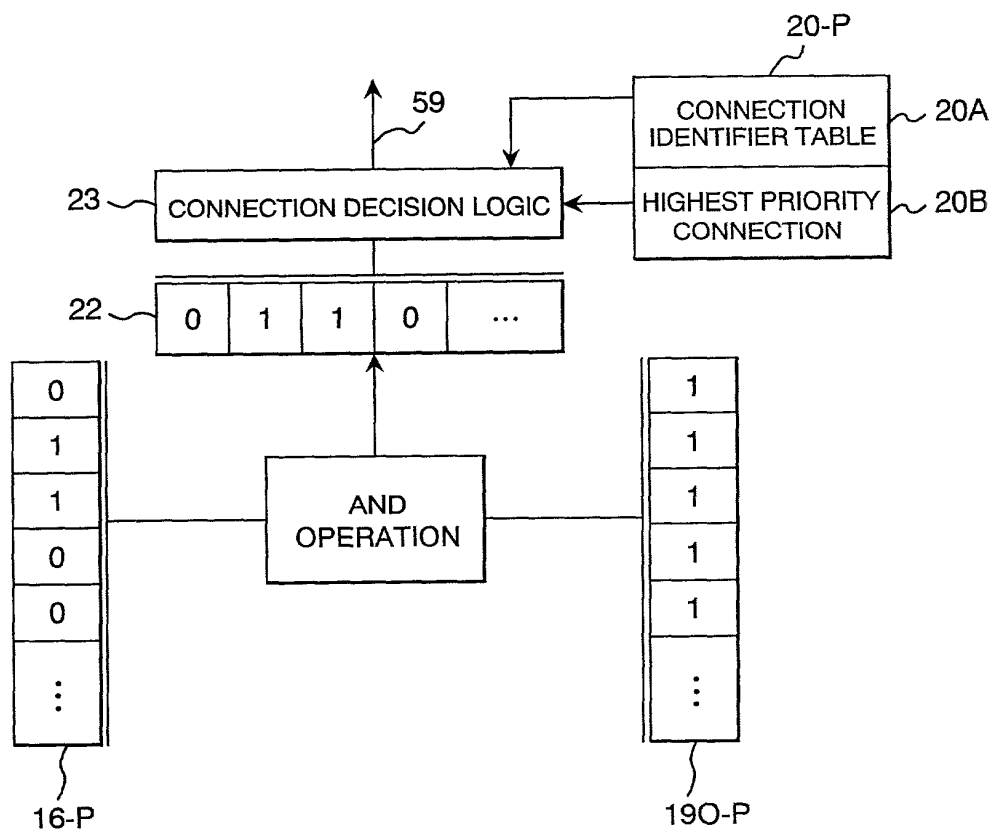 20-P
59
CONNECTION
IDENTIFIER TABLE
20A
23
CONNECTION DECISION LOGIC
HIGHEST PRIORITY
CONNECTION
20B
22
0 1 1 0 ...
0
1
1
0
0
⋮
AND
OPERATION
1
1
1
1
1
⋮
16-P
19O-P